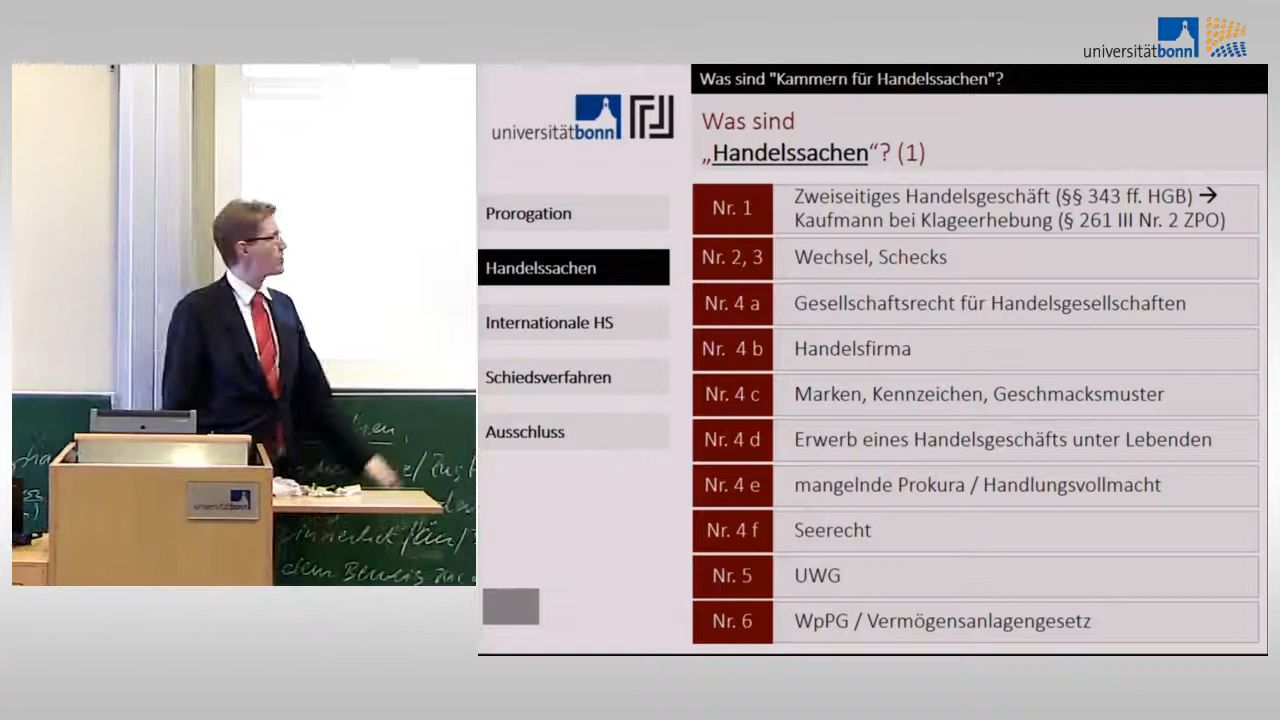 universitätbonn
Was sind "Kammern für Handelssachen"?
universitätbonn
Was sind
„Handelssachen“? (1)
Prorogation
Handelssachen
Internationale HS
Schiedsverfahren
Ausschluss
Nr. 1 Zweiseitiges Handelsgeschäft (§§ 343 ff. HGB) →
Kaufmann bei Klageerhebung (§ 261 III Nr. 2 ZPO)
Nr. 2, 3 Wechsel, Schecks
Nr. 4 a Gesellschaftsrecht für Handelsgesellschaften
Nr. 4 b Handelsfirma
Nr. 4 c Marken, Kennzeichen, Geschmacksmuster
Nr. 4 d Erwerb eines Handelsgeschäfts unter Lebenden
Nr. 4 e mangelnde Prokura / Handlungsvollmacht
Nr. 4 f Seerecht
Nr. 5 UWG
Nr. 6 WpPG / Vermögensanlagengesetz
universitätbonn
dem Beweis